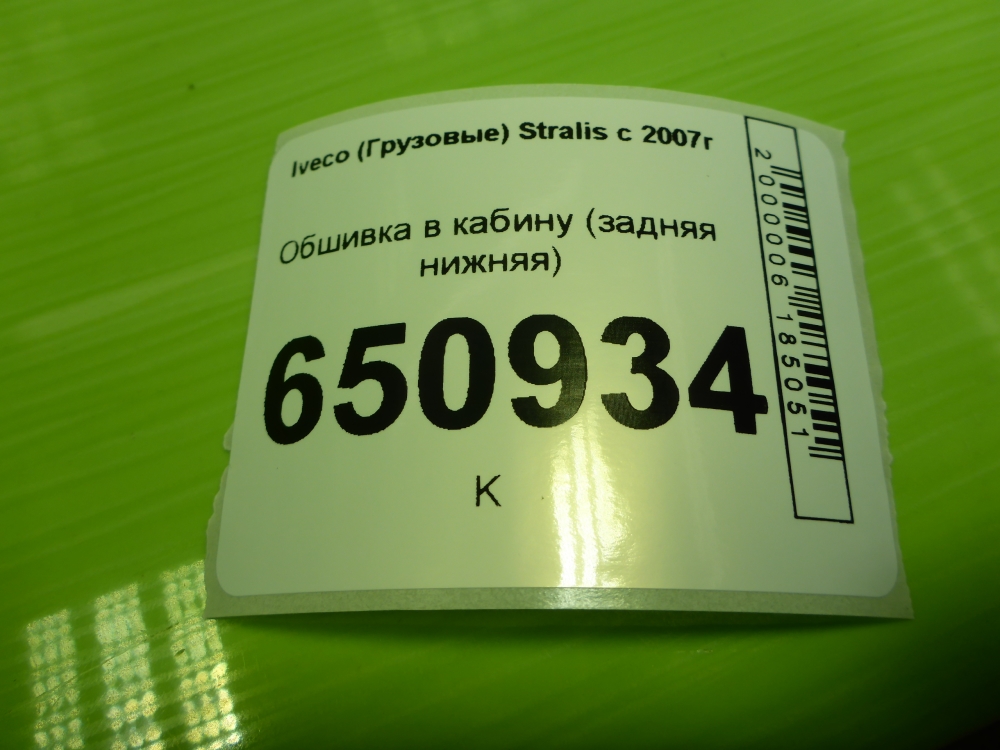 Iveco (Грузовые) Stralis с 2007г
Обшивка в кабину (задняя
нижняя)
650934
К
2000006185051